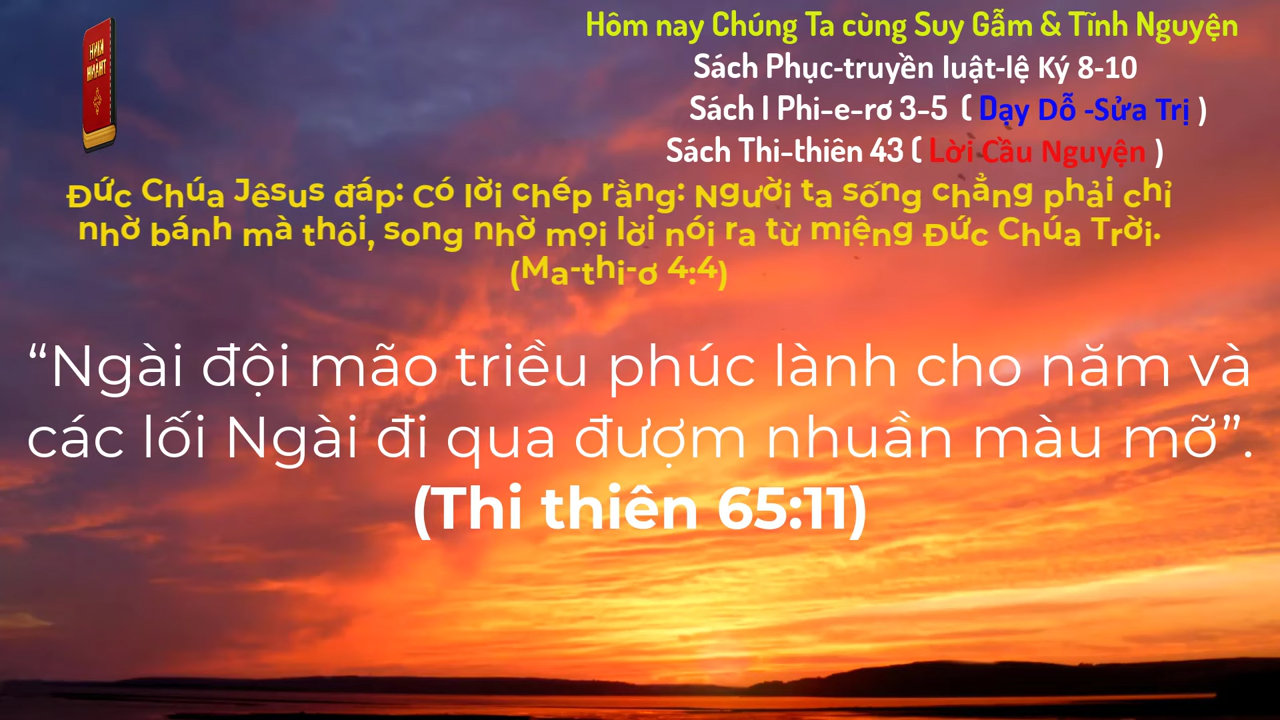 KINH
THÁNH
Hôm nay Chúng Ta cùng Suy Gẫm & Tĩnh Nguyện
Sách Phục-truyền luật-lệ Ký 8-10
Sách I Phi-e-rơ 3-5 ( Dạy Dỗ -Sửa Trị )
Sách Thi-thiên 43 ( Lời Cầu Nguyện )
Đức Chúa Jêsus đáp: Có lời chép rằng: Người ta sống chẳng phải chỉ
nhờ bánh mà thôi, song nhờ mọi lời nói ra từ miệng Đức Chúa Trời.
(Ma-thi-ơ 4:4)
“Ngài đội mão triều phúc lành cho năm và
các lối Ngài đi qua đượm nhuần màu mỡ”.
(Thi thiên 65:11)